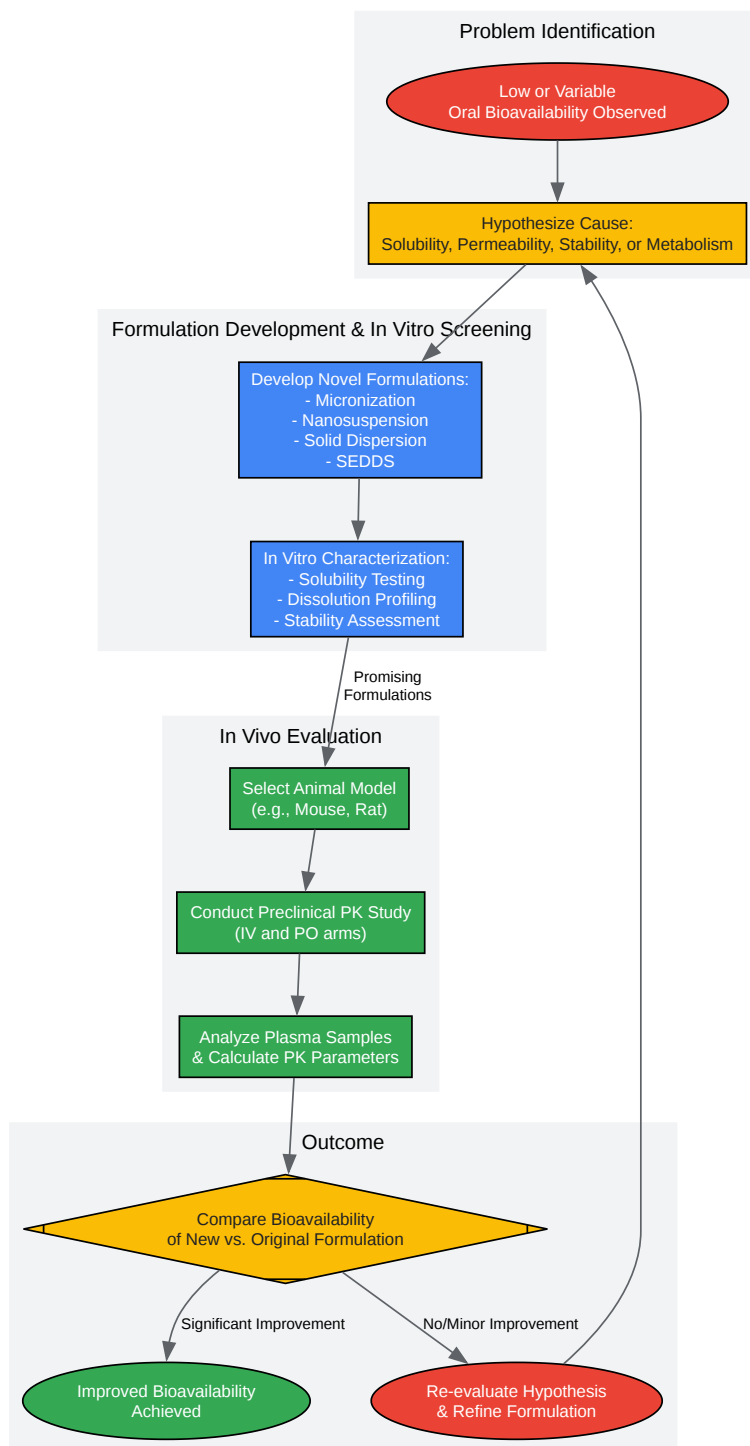 Problem Identification
Low or Variable
Oral Bioavailability Observed
Hypothesize Cause:
Solubility, Permeability, Stability, or Metabolism
Formulation Development & In Vitro Screening
Develop Novel Formulations:
- Micronization
- Nanosuspension
- Solid Dispersion
- SEDDS
In Vitro Characterization:
- Solubility Testing
- Dissolution Profiling
- Stability Assessment
Promising
Formulations
In Vivo Evaluation
Select Animal Model
(e.g., Mouse, Rat)
Conduct Preclinical PK Study
(IV and PO arms)
Analyze Plasma Samples
& Calculate PK Parameters
Outcome
Compare Bioavailability
of New vs. Original Formulation
Significant Improvement
No/Minor Improvement
Improved Bioavailability
Achieved
Re-evaluate Hypothesis
& Refine Formulation